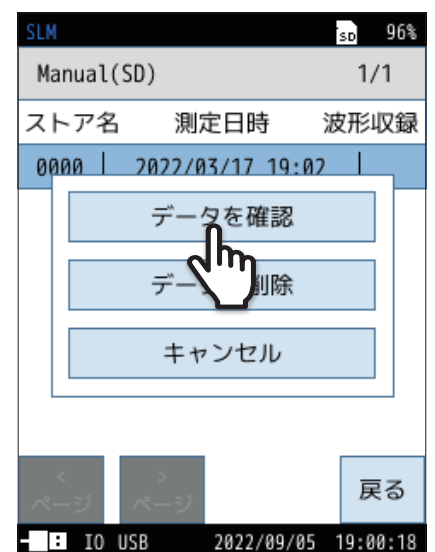 SLM SD 96%
Manual(SD) 1/1
ストア名 測定日時 波形収録
0000 2022/03/17 19:02
データを確認
データ 削除
キャンセル
< >
ページ ページ 戻る
IO USB 2022/09/05 19:00:18